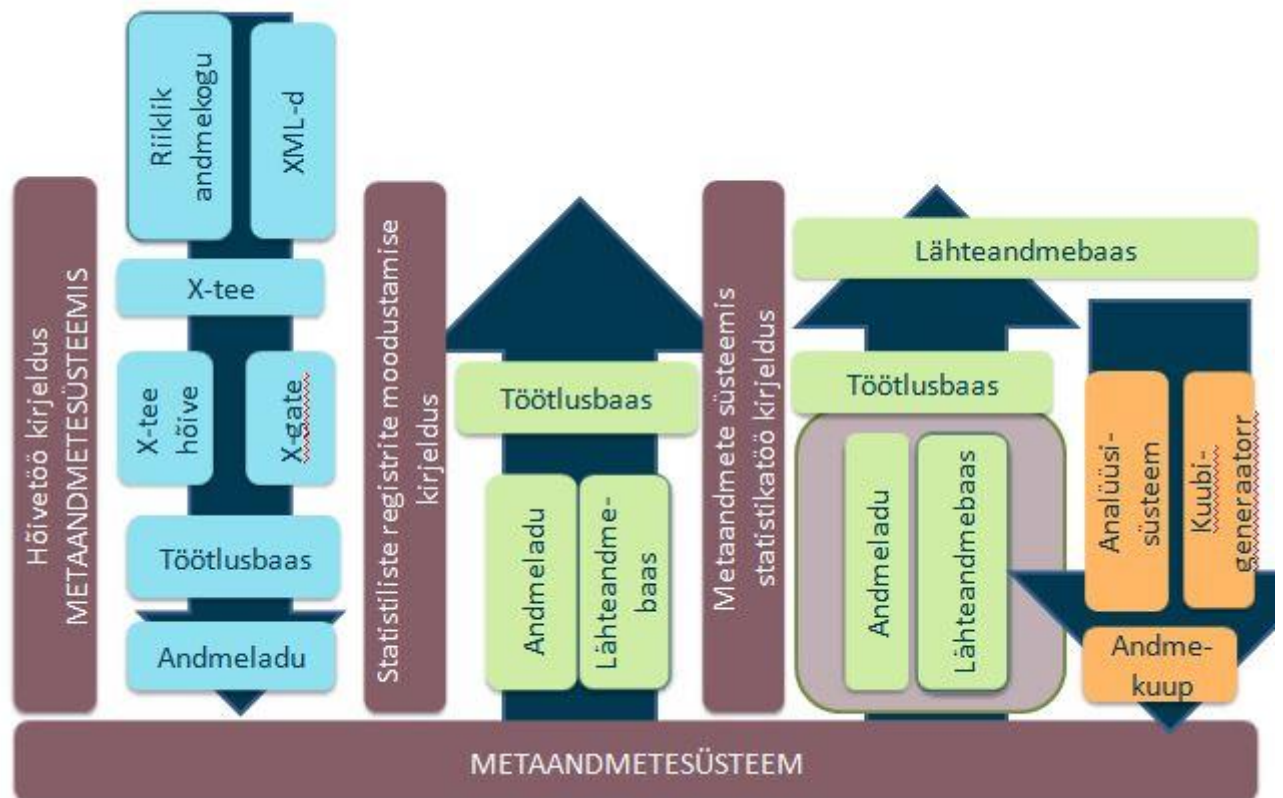 Hõivetöö kirjeldus
METAANDMETESÜSTEEMIS
Riiklik
andmekogu
XML-d
X-tee
X-tee
hõive
X-gate
Töötlusbaas
Andmeladu
Statistiliste registrite moodustamise
kirjeldus
Töötlusbaas
Andmeladu
Lähteandme-
baas
Metaandmete süsteemis
statistikatöö kirjeldus
Lähteandmebaas
Töötlusbaas
Andmeladu
Lähteandmebaas
Analüüsi-
süsteem
Kuubi-
generaatorr
Andme-
kuup
METAANDMETESÜSTEEM